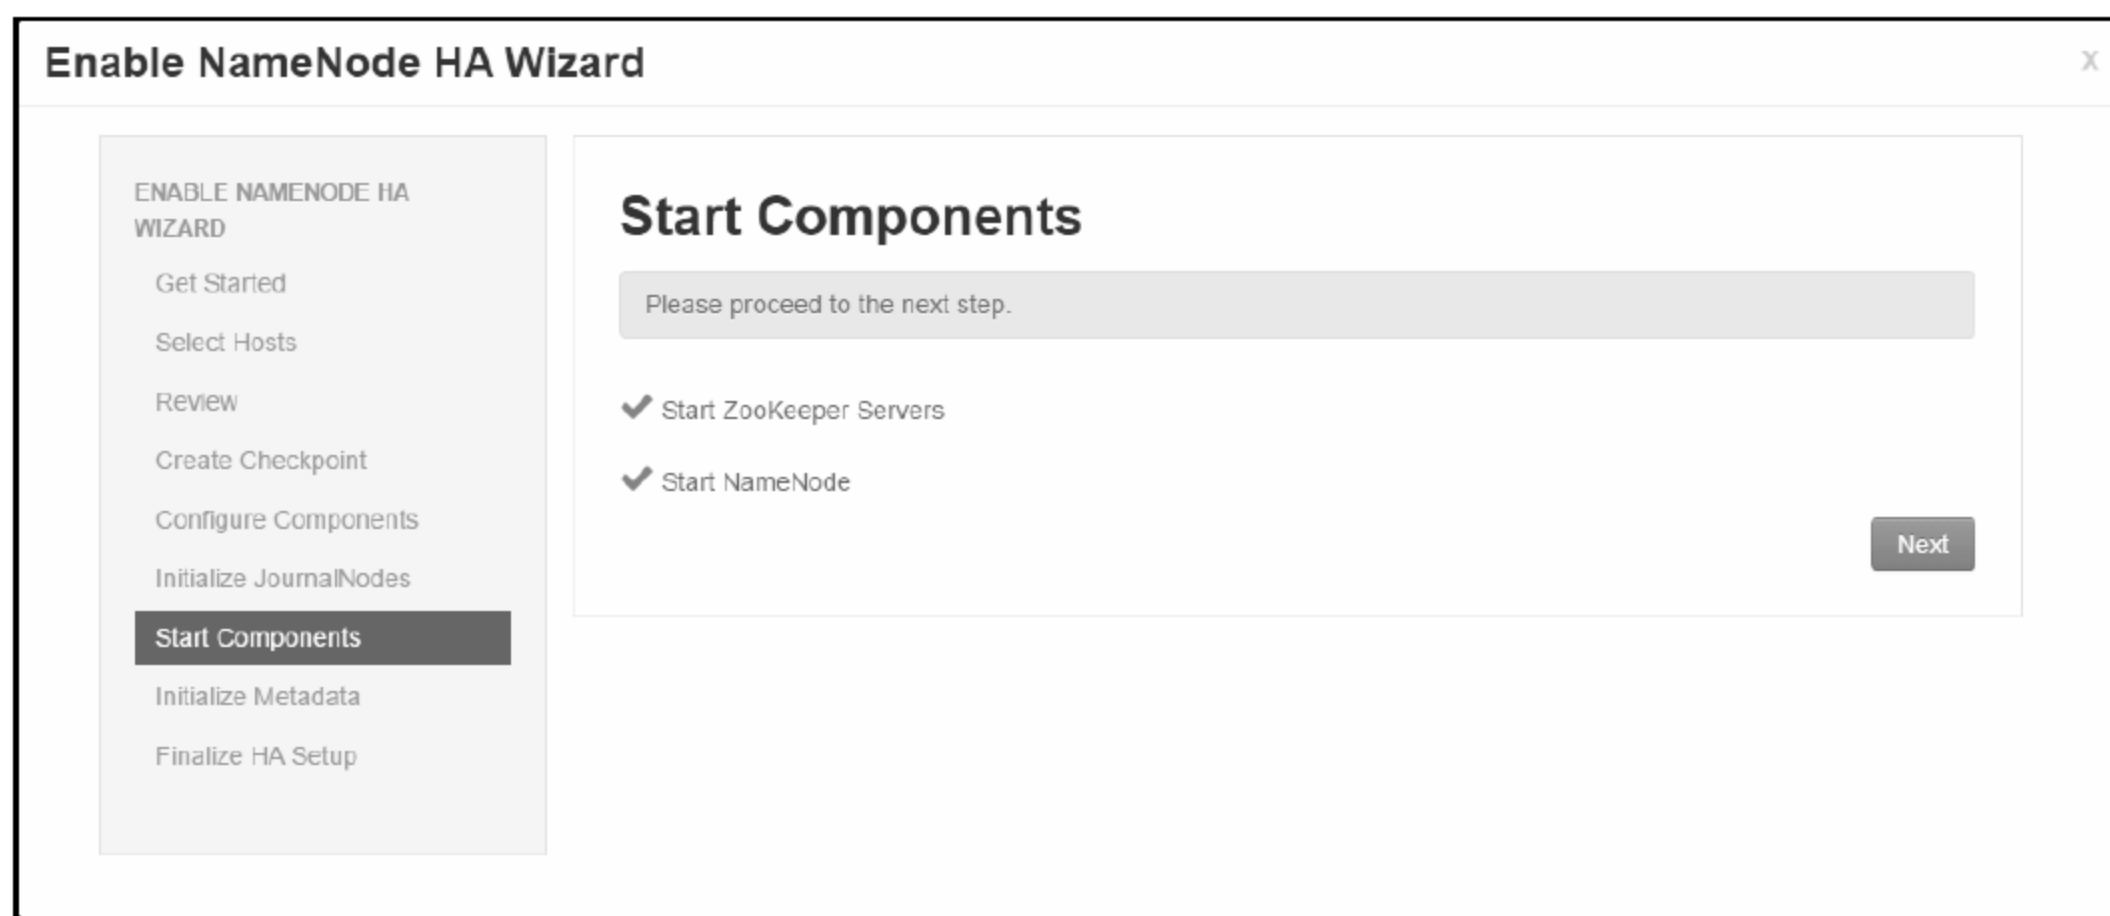 Enable NameNode HA Wizard
X
ENABLE NAMENODE HA
WIZARD
Get Started
Select Hosts
Review
Create Checkpoint
Configure Components
Initialize JournalNodes
Start Components
Initialize Metadata
Finalize HA Setup
Start Components
Please proceed to the next step.
Start ZooKeeper Servers
Start NameNode
Next